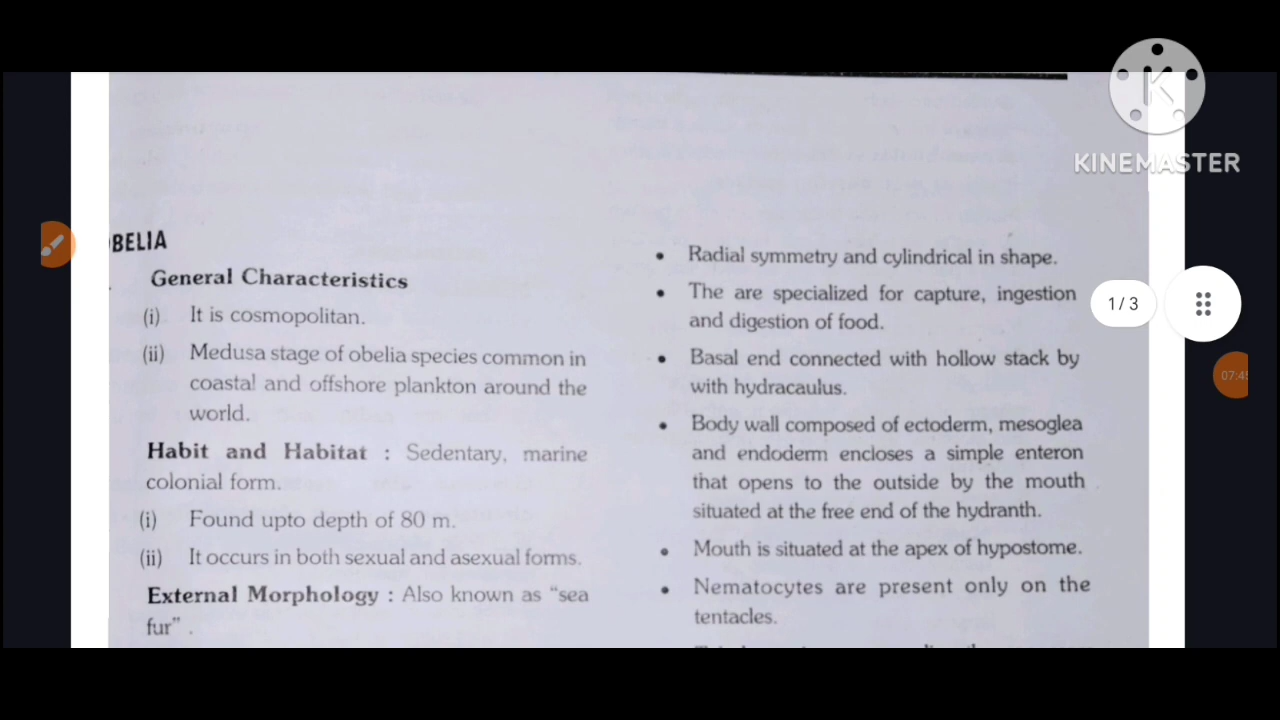 KINEMASTER
BELIA
General Characteristics
(i) It is cosmopolitan.
(ii) Medusa stage of obelia species common in
coastal and offshore plankton around the
world.
Habit and Habitat : Sedentary, marine
colonial form.
(i) Found upto depth of 80 m.
(ii) It occurs in both sexual and asexual forms.
External Morphology : Also known as “sea
fur” .
• Radial symmetry and cylindrical in shape.
• The are specialized for capture, ingestion
and digestion of food.
• Basal end connected with hollow stack by
with hydracaulus.
• Body wall composed of ectoderm, mesoglea
and endoderm encloses a simple enteron
that opens to the outside by the mouth
situated at the free end of the hydranth.
• Mouth is situated at the apex of hypostome.
• Nematocytes are present only on the
tentacles.
1 / 3
07:45